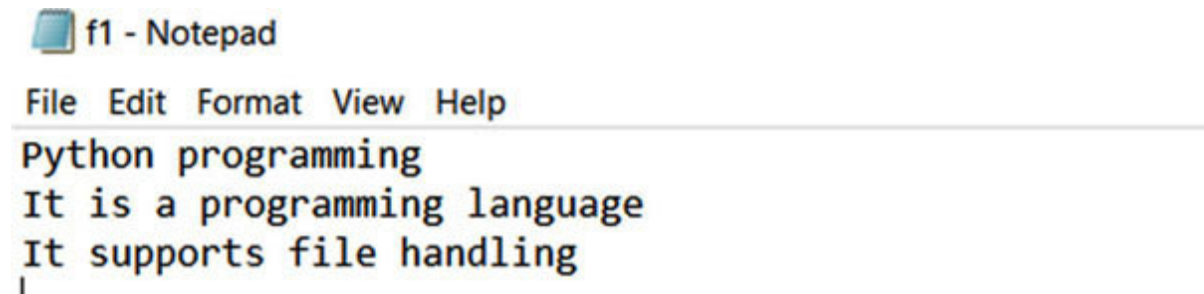 f1 - Notepad
File Edit Format View Help
Python programming
It is a programming language
It supports file handling